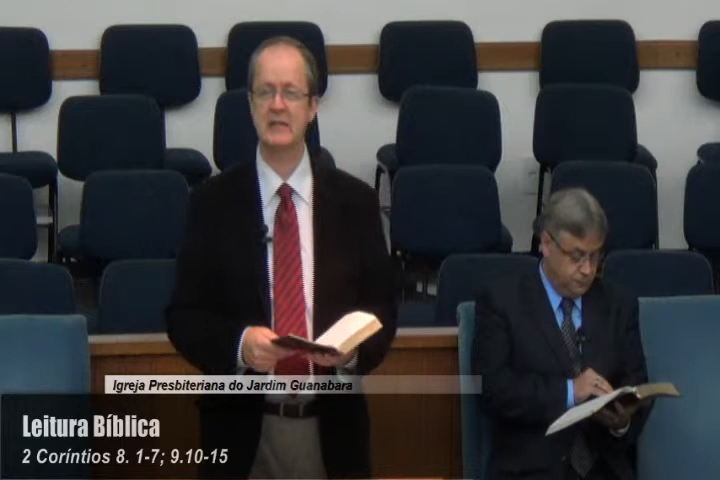 Igreja Presbiteriana do Jardim Guanabara
Leitura Bíblica
2 Coríntios 8. 1-7; 9.10-15